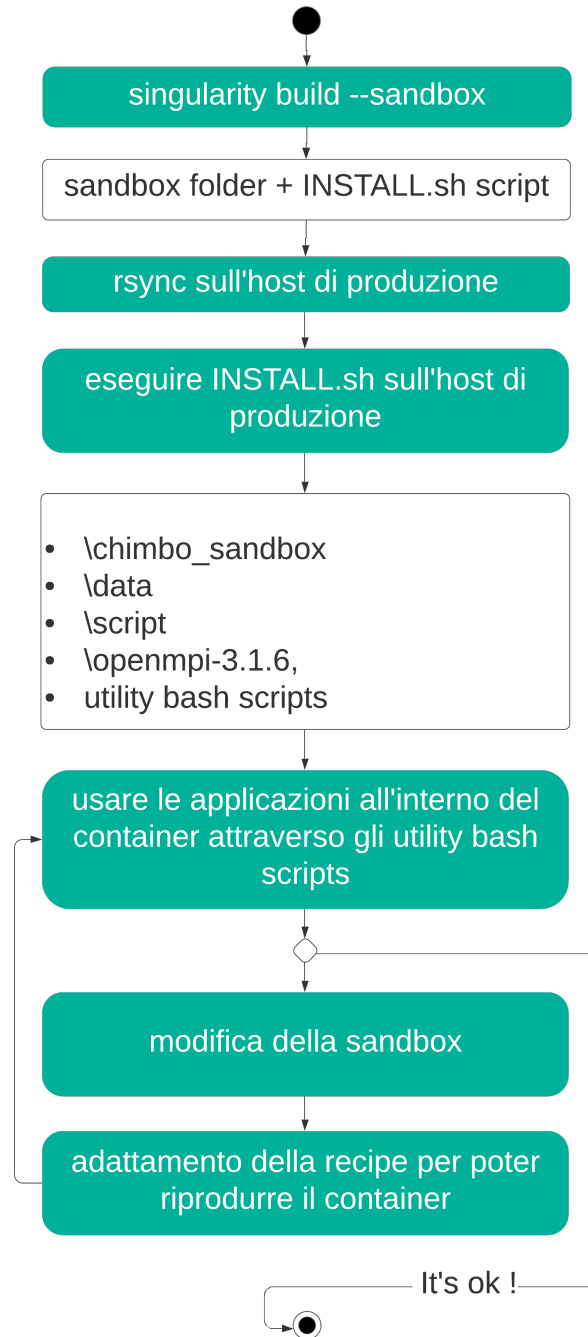 singularity build --sandbox
sandbox folder + INSTALL.sh script
rsync sull'host di produzione
eseguire INSTALL.sh sull'host di
produzione
• \chimbo_sandbox
• \data
• \script
• \openmpi-3.1.6,
• utility bash scripts
usare le applicazioni all'interno del
container attraverso gli utility bash
scripts
modifica della sandbox
adattamento della recipe per poter
riprodurre il container
It's ok !